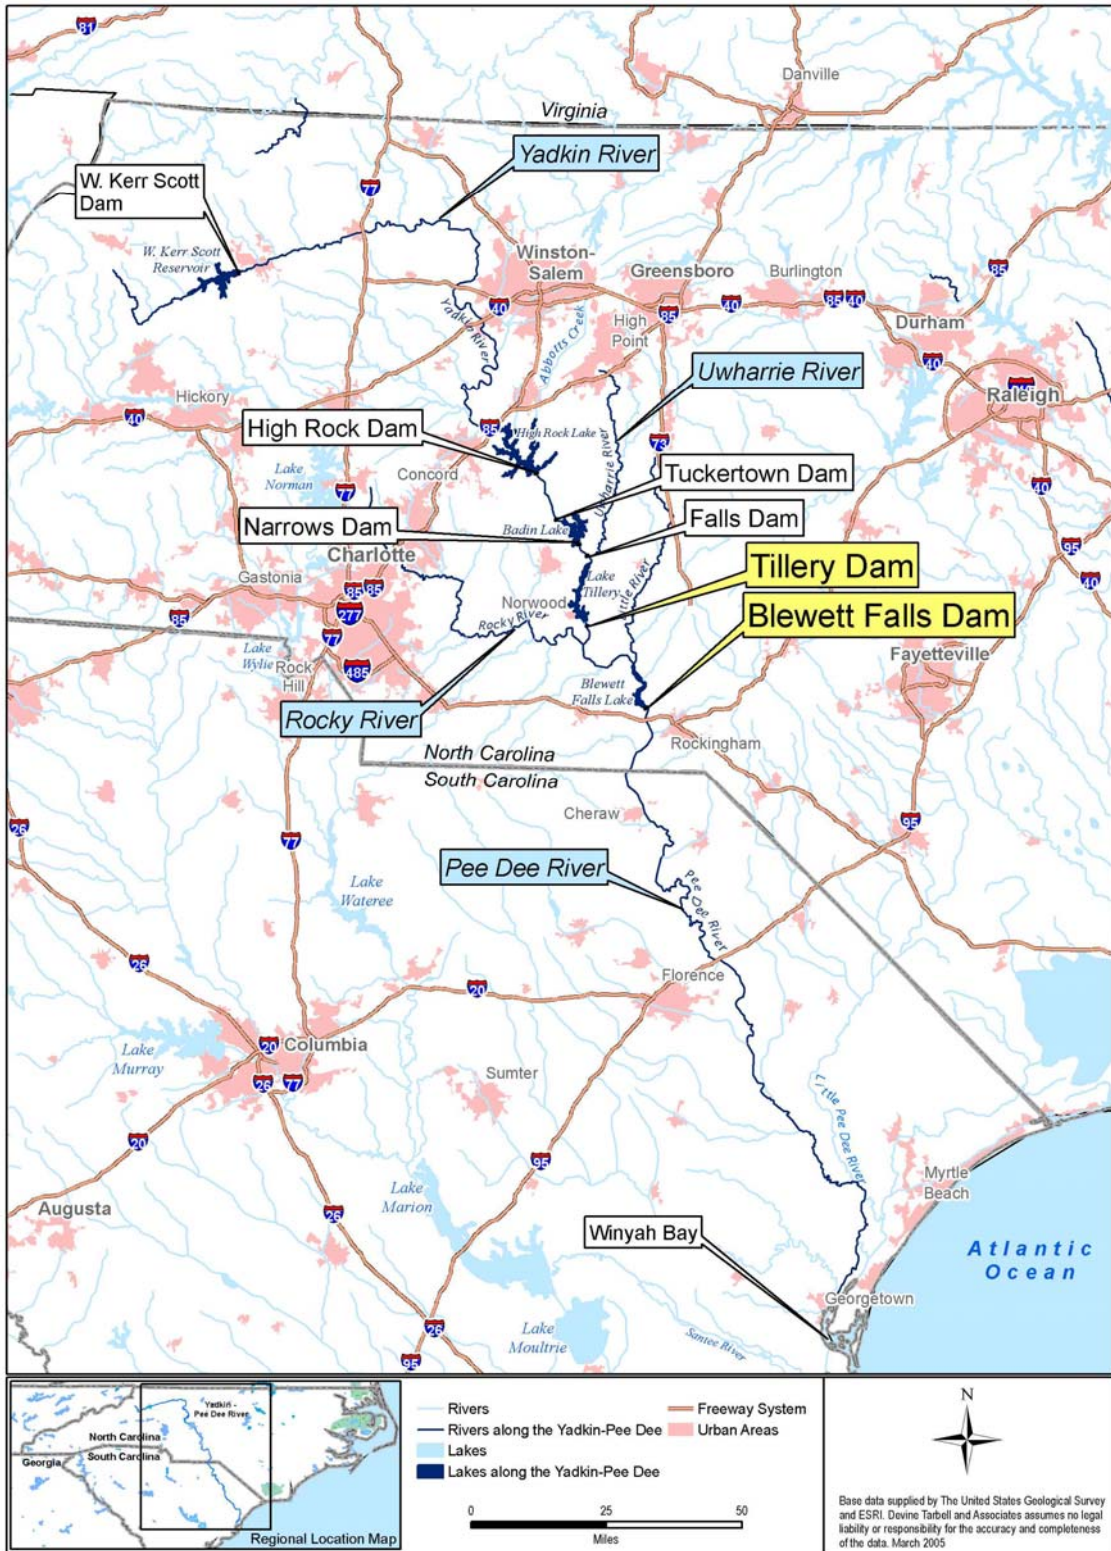 81
Danville
Virginia
Yadkin River
W. Kerr Scott
Dam
77
W. Kerr Scott
Reservoir
Winston-
Salem
Greensboro
Burlington
85
40
Yadkin River
Abbotts Creek
High
Point
85
40
85
40
Durham
40
Uwharrie River
Raleigh
Hickory
40
High Rock Dam
85
High Rock Lake
Uwharrie River
73
Lake
Norman
77
Concord
Tuckertown Dam
40
Narrows Dam
Badin Lake
Falls Dam
95
Charlotte
Gastonia
85
85
85
277
77
485
Lake
Tillery
Little River
Tillery Dam
40
Norwood
Rocky River
Blewett Falls Dam
Lake
Wylie
Rock
Hill
Fayetteville
Blewett
Falls Lake
Rocky River
Rockingham
North Carolina
South Carolina
26
77
Cheraw
95
Pee Dee River
Pee Dee River
Lake
Wateree
26
20
Florence
Lake
Murray
20
Columbia
26
77
Sumter
Little Pee Dee River
20
95
Myrtle
Beach
Lake
Marion
Augusta
26
Winyah Bay
Atlantic
Ocean
Georgetown
26
95
Lake
Moultrie
Santee River
Yadkin -
Pee Dee River
North Carolina
South Carolina
Georgia
Regional Location Map
Rivers
Rivers along the Yadkin-Pee Dee
Lakes
Lakes along the Yadkin-Pee Dee
Freeway System
Urban Areas
0
25
50
Miles
N
Base data supplied by The United States Geological Survey
and ESRI. Devine Tarbell and Associates assumes no legal
liability or responsibility for the accuracy and completeness
of the data. March 2005